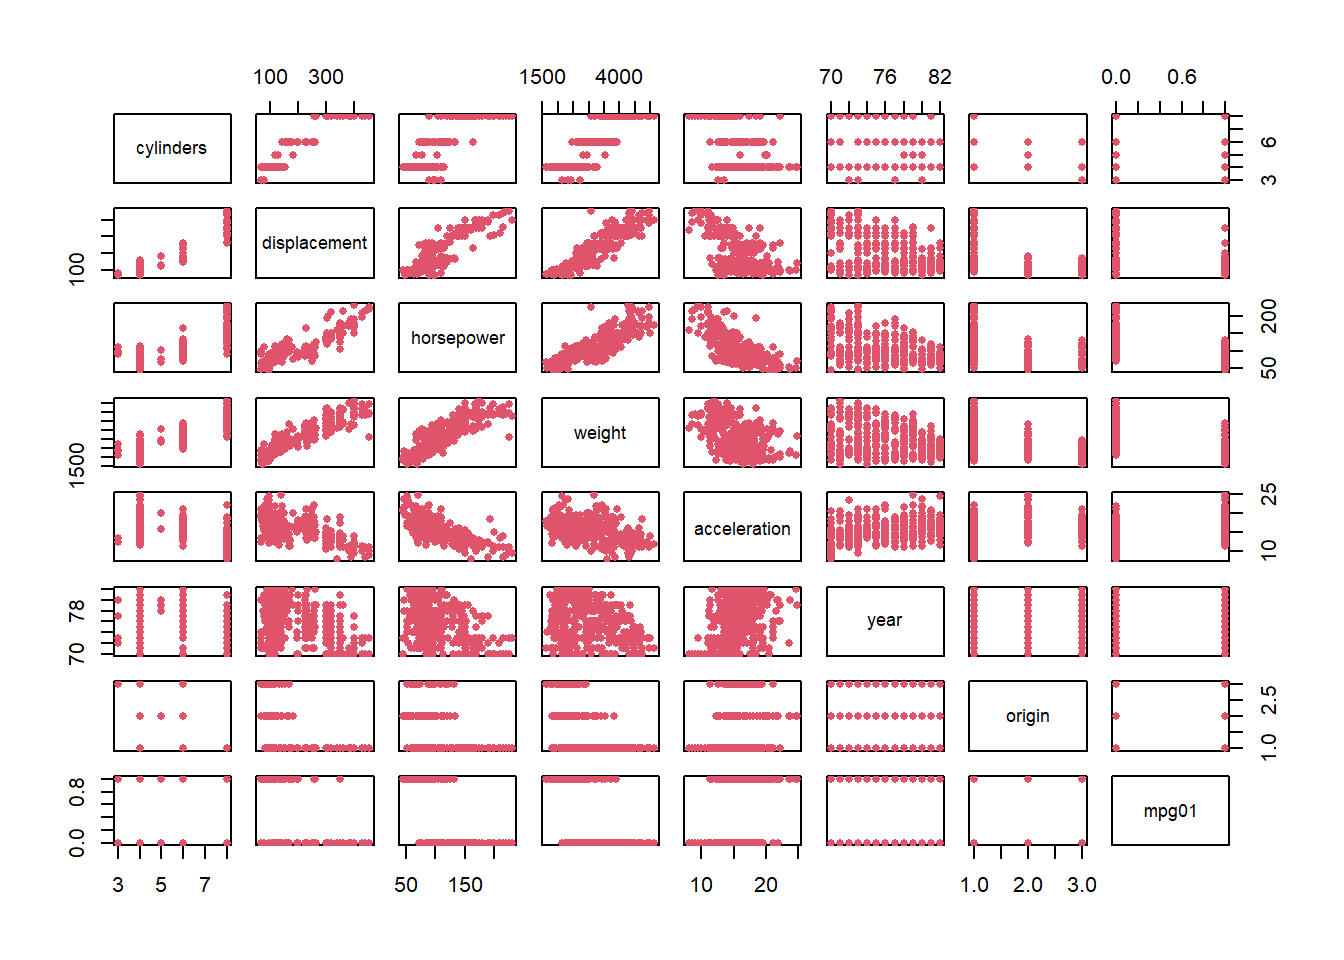 100 300 1500 4000 70 76 82 0.0 0.6
cylinders 3 6
100 displacement
horsepower 50 200
1500 weight
acceleration 10 25
70 78 year
origin 1.0 2.5
0.0 0.8 mpg01
3 5 7 50 150 10 20 1.0 2.0 3.0